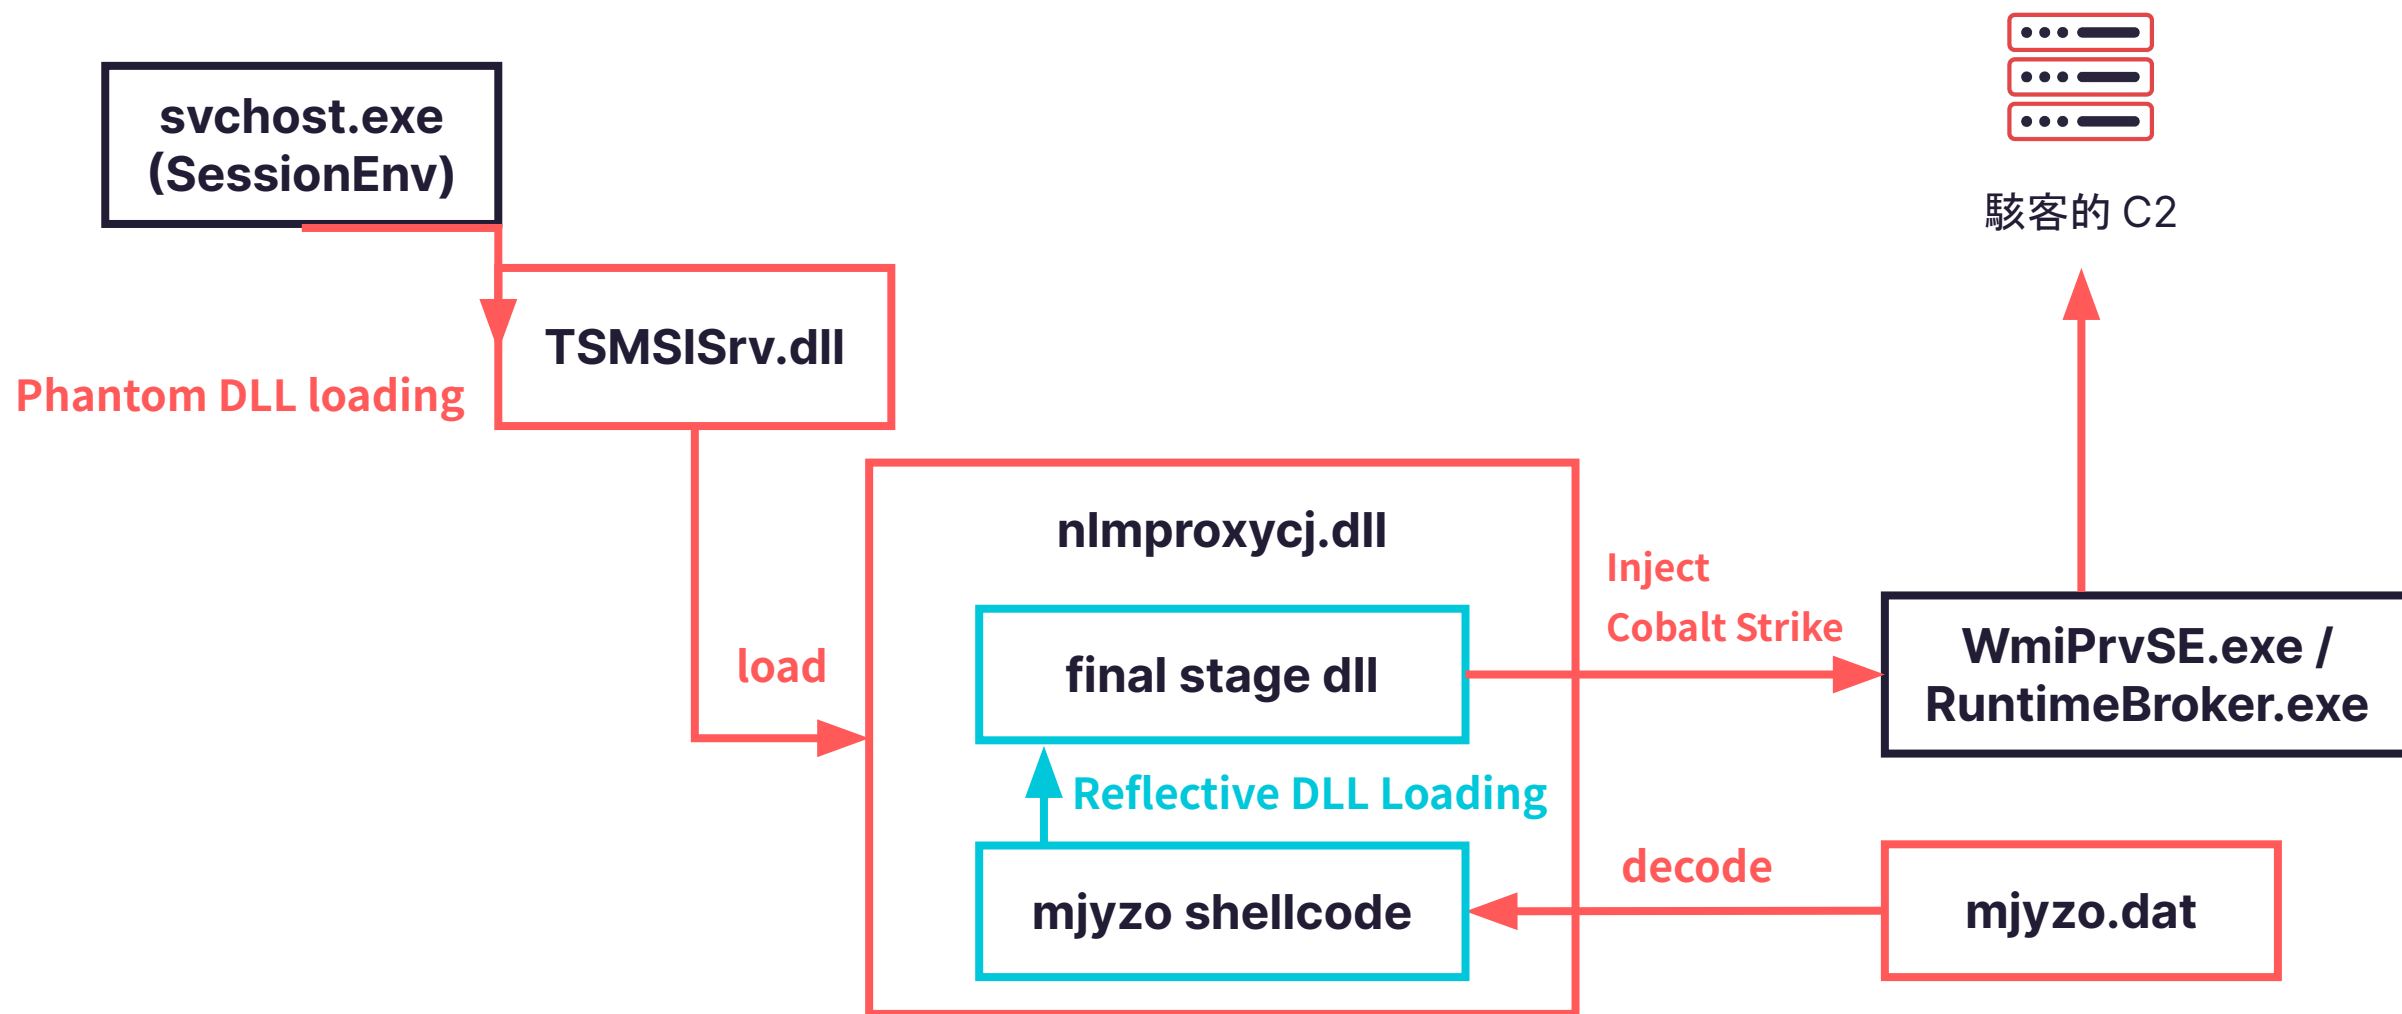 svchost.exe
(SessionEnv)
駭客的 C2
TSMSISrv.dll
Phantom DLL loading
nlmproxycj.dll
Inject
Cobalt Strike
load
final stage dll
WmiPrvSE.exe /
RuntimeBroker.exe
Reflective DLL Loading
decode
mjyzo shellcode
mjyzo.dat